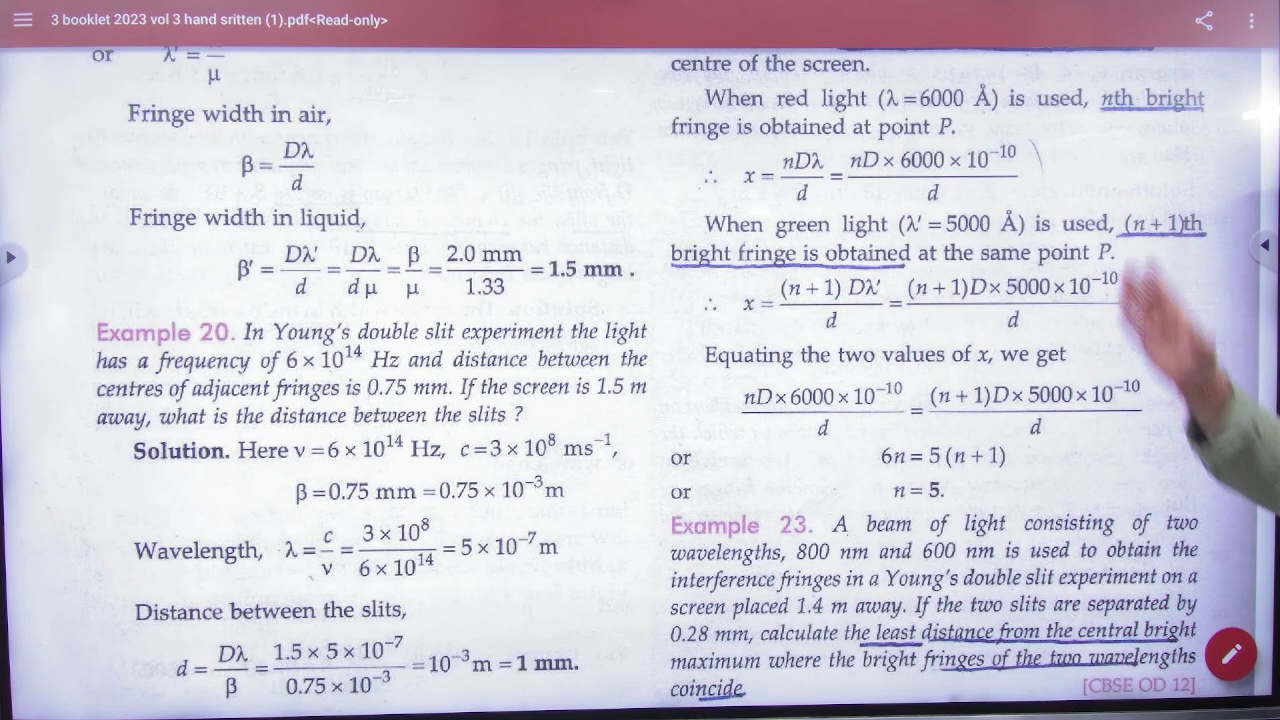 3 booklet 2023 vol 3 hand sritten (1).pdf<Read-only>
or λ′ = — μ
Fringe width in air,
β = Dλ/d
Fringe width in liquid,
β′ = Dλ′/d = Dλ/d μ = β/μ = 2.0 mm/1.33 = 1.5 mm .
Example 20. In Young's double slit experiment the light
has a frequency of 6 × 10¹⁴ Hz and distance between the
centres of adjacent fringes is 0.75 mm. If the screen is 1.5 m
away, what is the distance between the slits ?
Solution. Here ν = 6 × 10¹⁴ Hz, c = 3 × 10⁸ ms⁻¹,
β = 0.75 mm = 0.75 × 10⁻³ m
Wavelength, λ = c/ν = 3 × 10⁸/6 × 10¹⁴ = 5 × 10⁻⁷ m
Distance between the slits,
d = Dλ/β = 1.5 × 5 × 10⁻⁷/0.75 × 10⁻³ = 10⁻³ m = 1 mm.
centre of the screen.
When red light (λ = 6000 Å) is used, nth bright
fringe is obtained at point P.
∴ x = nDλ/d = nD × 6000 × 10⁻¹⁰/d
When green light (λ′ = 5000 Å) is used, (n + 1)th
bright fringe is obtained at the same point P.
∴ x = (n + 1) Dλ′/d = (n + 1)D × 5000 × 10⁻¹⁰/d
Equating the two values of x, we get
nD × 6000 × 10⁻¹⁰/d = (n + 1)D × 5000 × 10⁻¹⁰/d
or 6n = 5 (n + 1)
or n = 5.
Example 23. A beam of light consisting of two
wavelengths, 800 nm and 600 nm is used to obtain the
interference fringes in a Young's double slit experiment on a
screen placed 1.4 m away. If the two slits are separated by
0.28 mm, calculate the least distance from the central bright
maximum where the bright fringes of the two wavelengths
coincide
[CBSE OD 12]